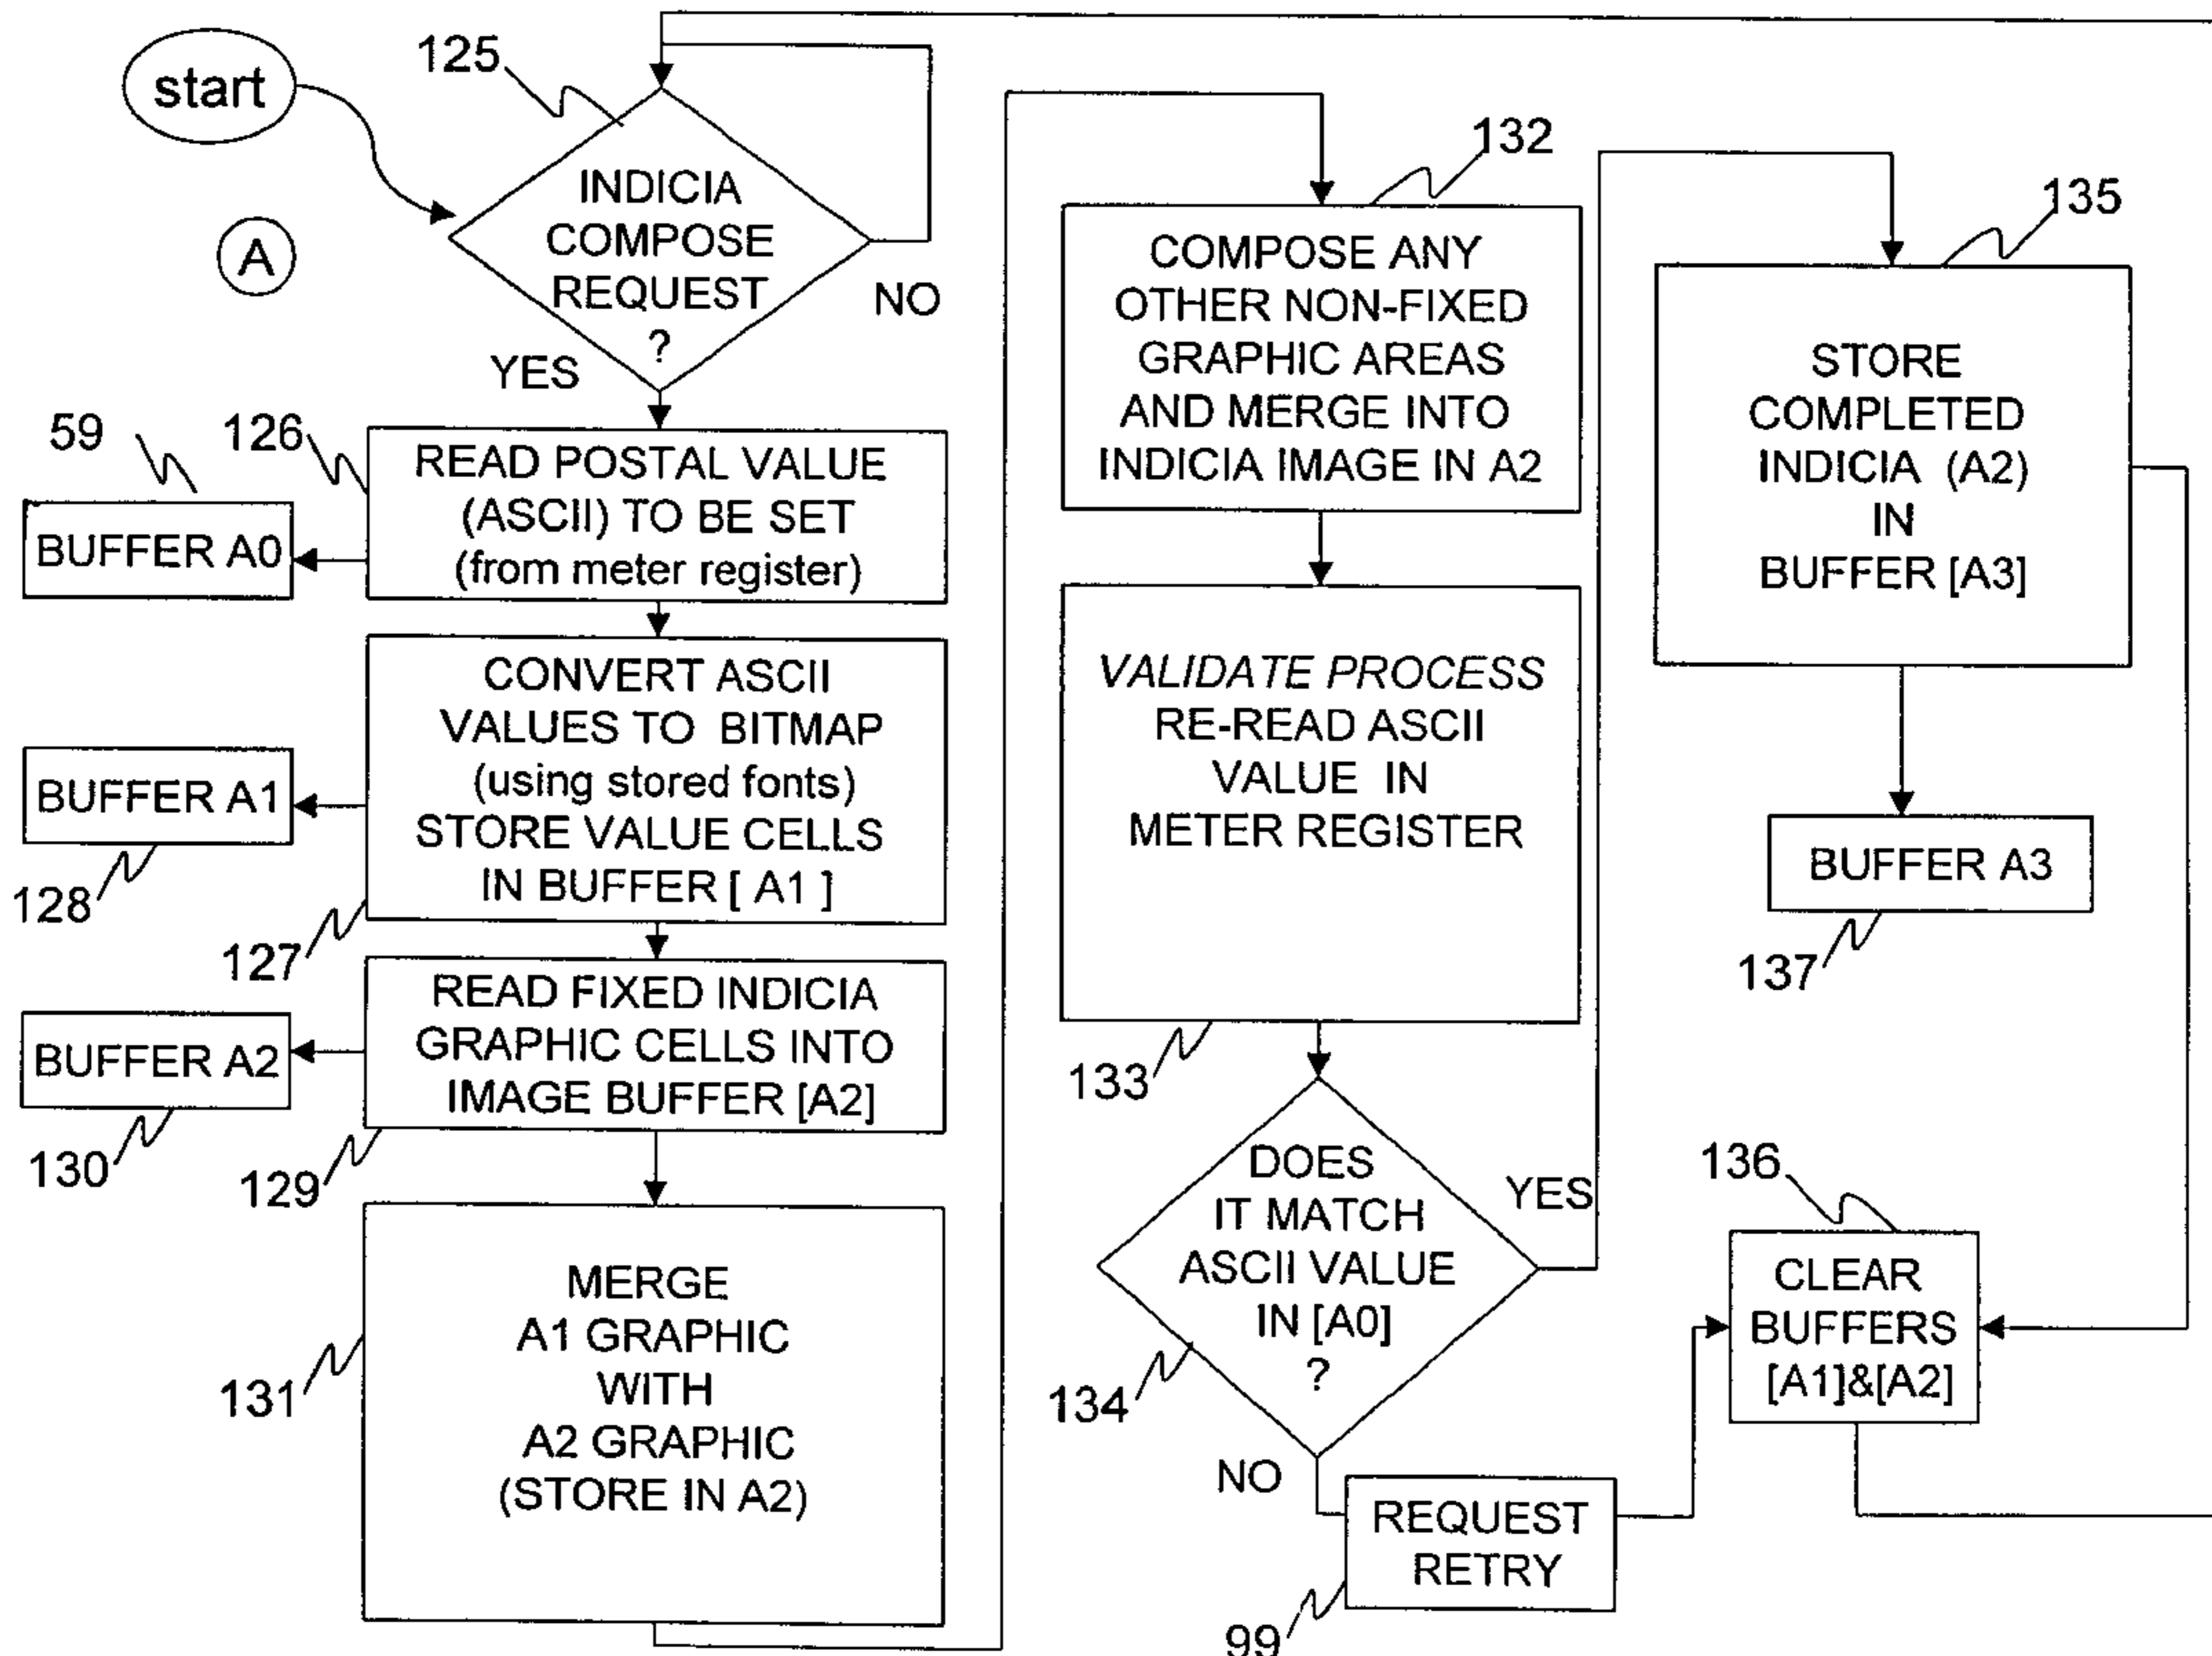 start
125
A
INDICIA
COMPOSE
REQUEST
?
NO
YES
59
126
READ POSTAL VALUE
(ASCII) TO BE SET
(from meter register)
BUFFER A0
CONVERT ASCII
VALUES TO BITMAP
(using stored fonts)
STORE VALUE CELLS
IN BUFFER [ A1 ]
BUFFER A1
128
127
READ FIXED INDICIA
GRAPHIC CELLS INTO
IMAGE BUFFER [A2]
BUFFER A2
130
129
MERGE
A1 GRAPHIC
WITH
A2 GRAPHIC
(STORE IN A2)
131
132
COMPOSE ANY
OTHER NON-FIXED
GRAPHIC AREAS
AND MERGE INTO
INDICIA IMAGE IN A2
VALIDATE PROCESS
RE-READ ASCII
VALUE IN
METER REGISTER
133
DOES
IT MATCH
ASCII VALUE
IN [A0]
?
YES
134
NO
REQUEST
RETRY
99
135
STORE
COMPLETED
INDICIA (A2)
IN
BUFFER [A3]
BUFFER A3
137
136
CLEAR
BUFFERS
[A1]&[A2]